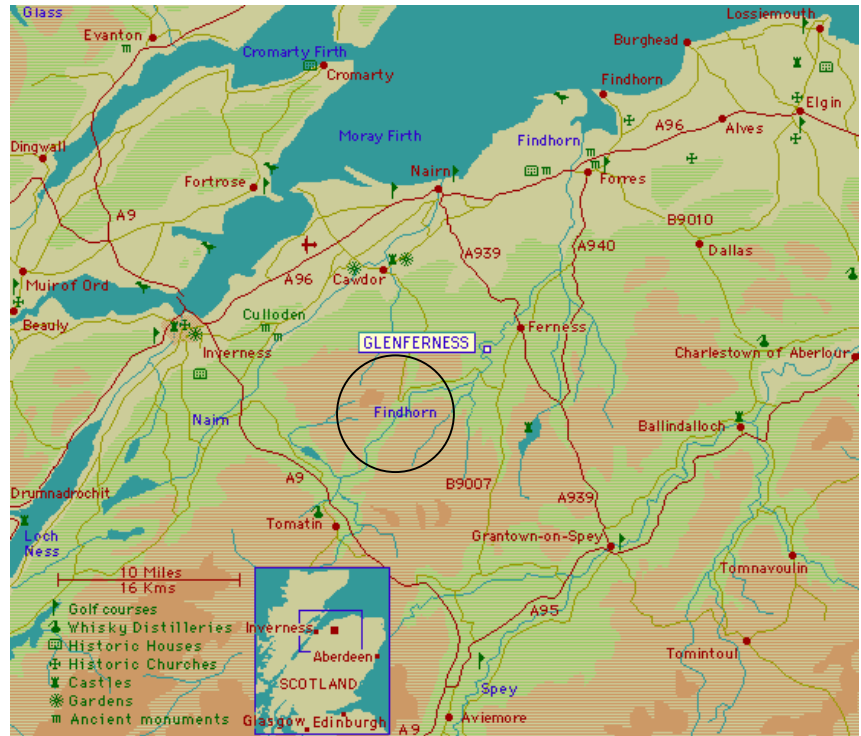 Glass
Evanton
Cromarty Firth
Cromarty
Lossiemouth
Burghead
Findhorn
Elgin
Moray Firth
Findhorn
A96
Alves
Dingwall
Fortrose
Nairn
Forres
A9
B9010
A939
A940
Dallas
A96
Cawdor
Muir of Ord
Culloden
Beauly
Inverness
GLENFERNESS
Ferness
Charlestown of Aberlour
Nairn
Findhorn
Ballindalloch
A9
B9007
Drumnadrochit
A939
Tomatin
Loch
Ness
Grantown-on-Spey
Tomnavoulin
10 Miles
16 Kms
A95
Golf courses
Whisky Distilleries
Historic Houses
Historic Churches
Castles
Gardens
Ancient monuments
Inverness
Aberdeen
SCOTLAND
Glasgow
Edinburgh
Tomintoul
Spey
A9
Aviemore